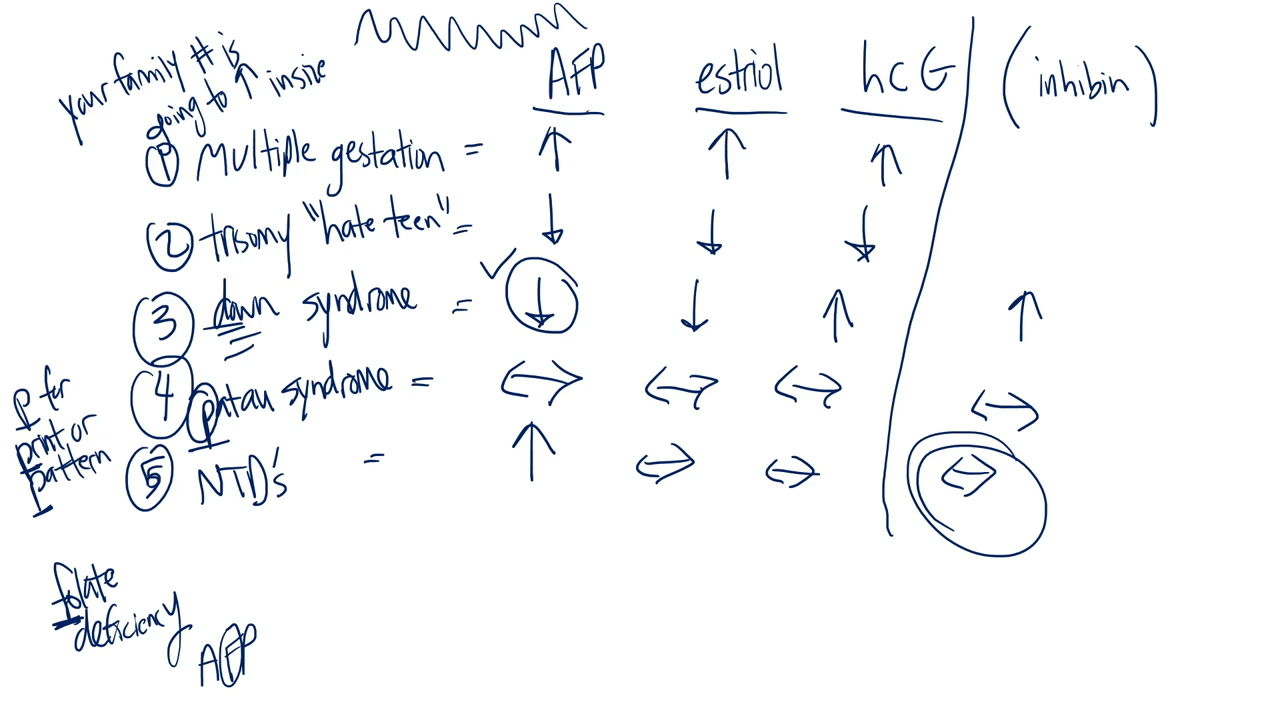 your family # is
going to ↑ insize
AFP estriol hCG (inhibin)
① Multiple gestation = ↑ ↑ ↑
② trisomy "hate teen" = ↓ ↓ ↓
③ down syndrome = ✓ ↓ ↓ ↑ ↑
④ patau syndrome = ↔ ↔ ↔ ↔
⑤ NTD's = ↑ ↔ ↔ ↔
p for
print or
pattern
folate
deficiency
AFP